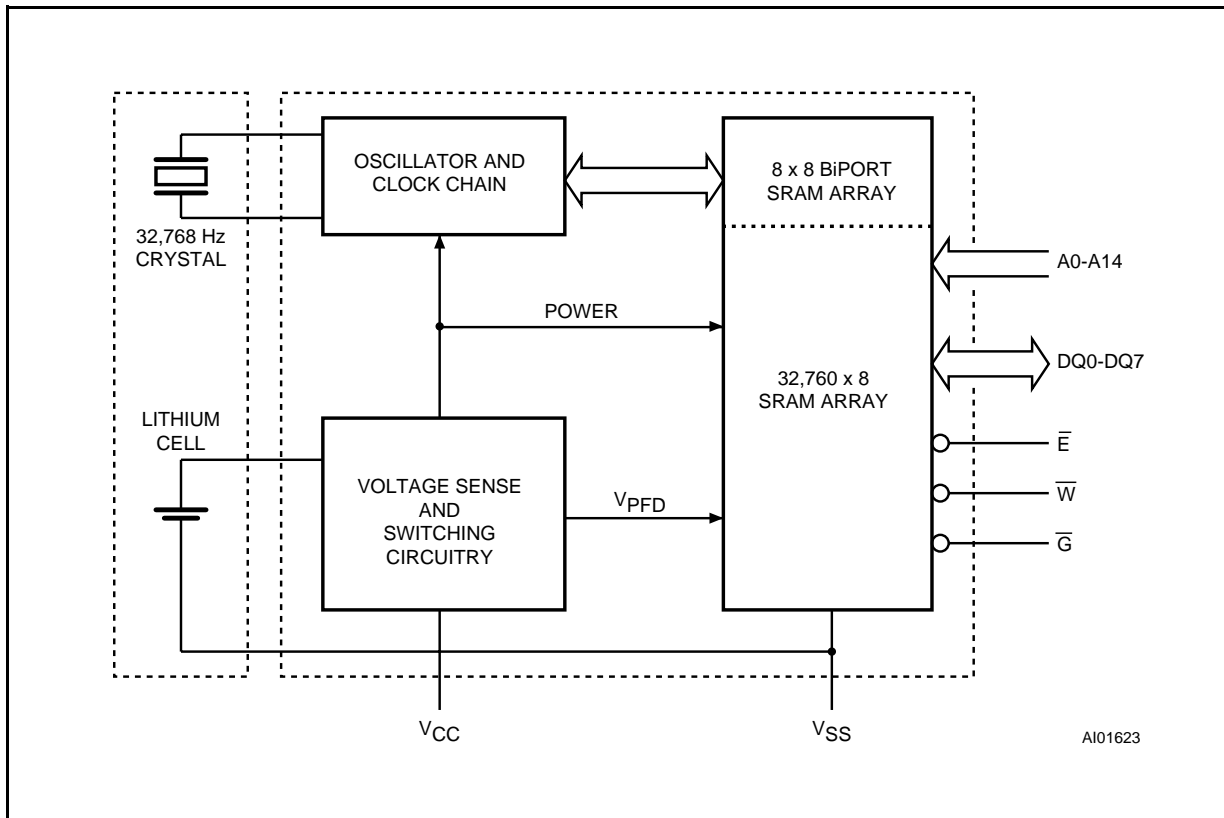 OSCILLATOR AND
CLOCK CHAIN
8 x 8 BiPORT
SRAM ARRAY
32,768 Hz
CRYSTAL
A0-A14
POWER
DQ0-DQ7
32,760 x 8
SRAM ARRAY
LITHIUM
CELL
E̅
VOLTAGE SENSE
AND
SWITCHING
CIRCUITRY
VPFD
W̅
G̅
VCC
VSS
AI01623